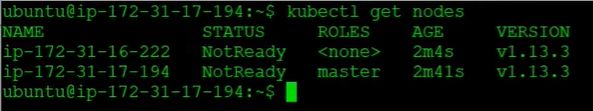 ubuntu@ip-172-31-17-194:~$ kubectl get nodes
NAME STATUS ROLES AGE VERSION
ip-172-31-16-222 NotReady <none> 2m4s v1.13.3
ip-172-31-17-194 NotReady master 2m41s v1.13.3
ubuntu@ip-172-31-17-194:~$